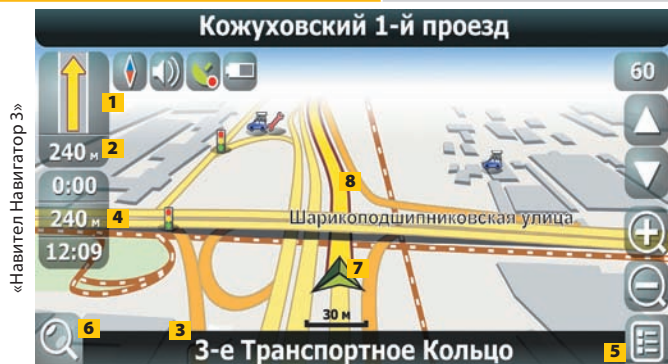 Кожуховский 1-й проезд
«Навител Навигатор 3»
1
60
240 м 2
0:00
8
240 м 4
Шарикоподшипниковская улица
12:09
7
30 м
6
3
3-е Транспортное Кольцо
5